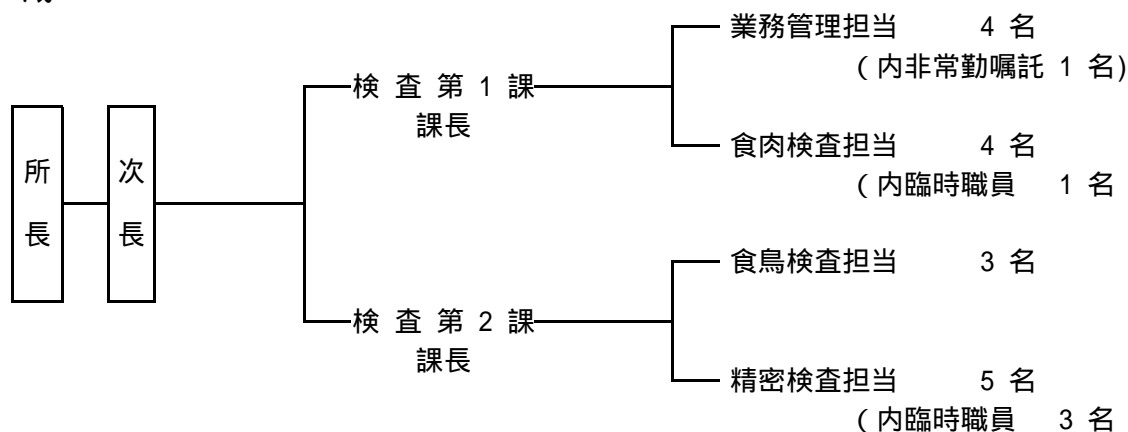 業務管理担当 4 名
(内非常勤嘱託 1 名)
検 査 第 1 課
課長
食肉検査担当 4 名
(内臨時職員 1 名
所長
次長
食鳥検査担当 3 名
検 査 第 2 課
課長
精密検査担当 5 名
(内臨時職員 3 名